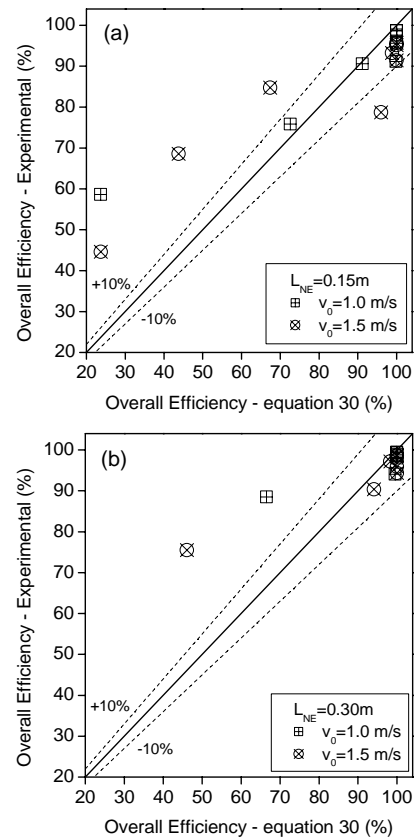 (a)
Overall Efficiency - Experimental (%)
100
90
80
70
60
50
40
30
20
+10%
-10%
L_NE=0.15m
v_0=1.0 m/s
v_0=1.5 m/s
20 30 40 50 60 70 80 90 100
Overall Efficiency - equation 30 (%)
(b)
Overall Efficiency - Experimental (%)
100
90
80
70
60
50
40
30
20
+10%
-10%
L_NE=0.30m
v_0=1.0 m/s
v_0=1.5 m/s
20 30 40 50 60 70 80 90 100
Overall Efficiency - equation 30 (%)